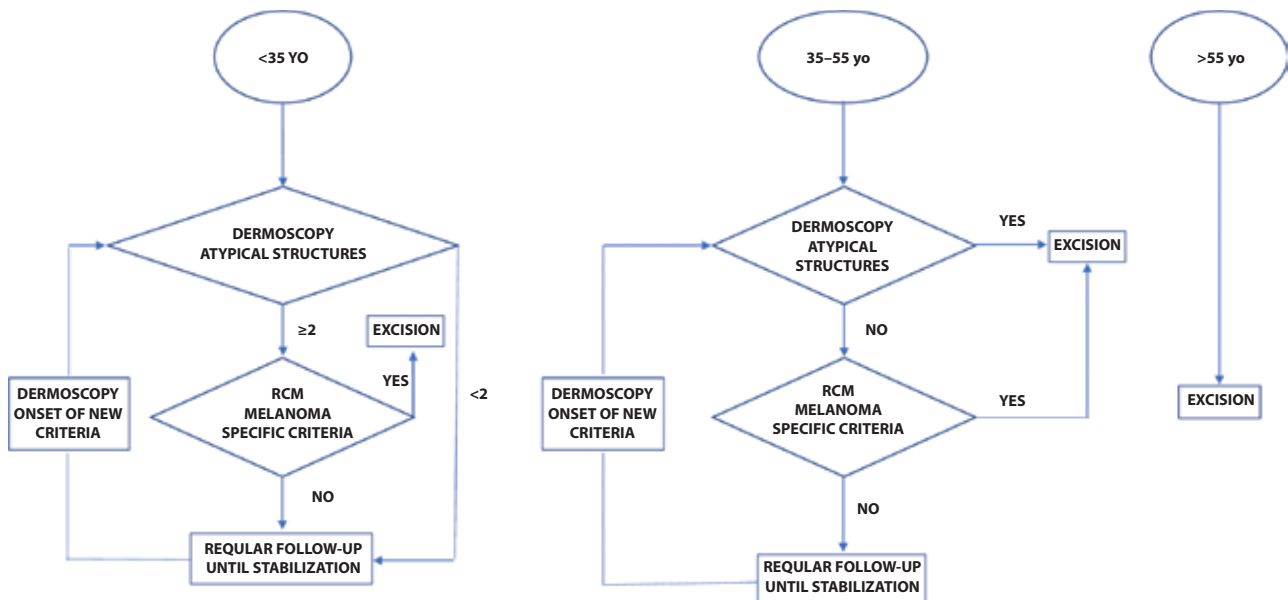 <35 YO
DERMOSCOPY
ATYPICAL STRUCTURES
≥2
EXCISION
YES
<2
DERMOSCOPY
ONSET OF NEW
CRITERIA
RCM
MELANOMA
SPECIFIC CRITERIA
NO
REQULAR FOLLOW-UP
UNTIL STABILIZATION
35–55 yo
DERMOSCOPY
ATYPICAL
STRUCTURES
YES
EXCISION
NO
DERMOSCOPY
ONSET OF NEW
CRITERIA
RCM
MELANOMA
SPECIFIC CRITERIA
YES
NO
REQULAR FOLLOW-UP
UNTIL STABILIZATION
>55 yo
EXCISION